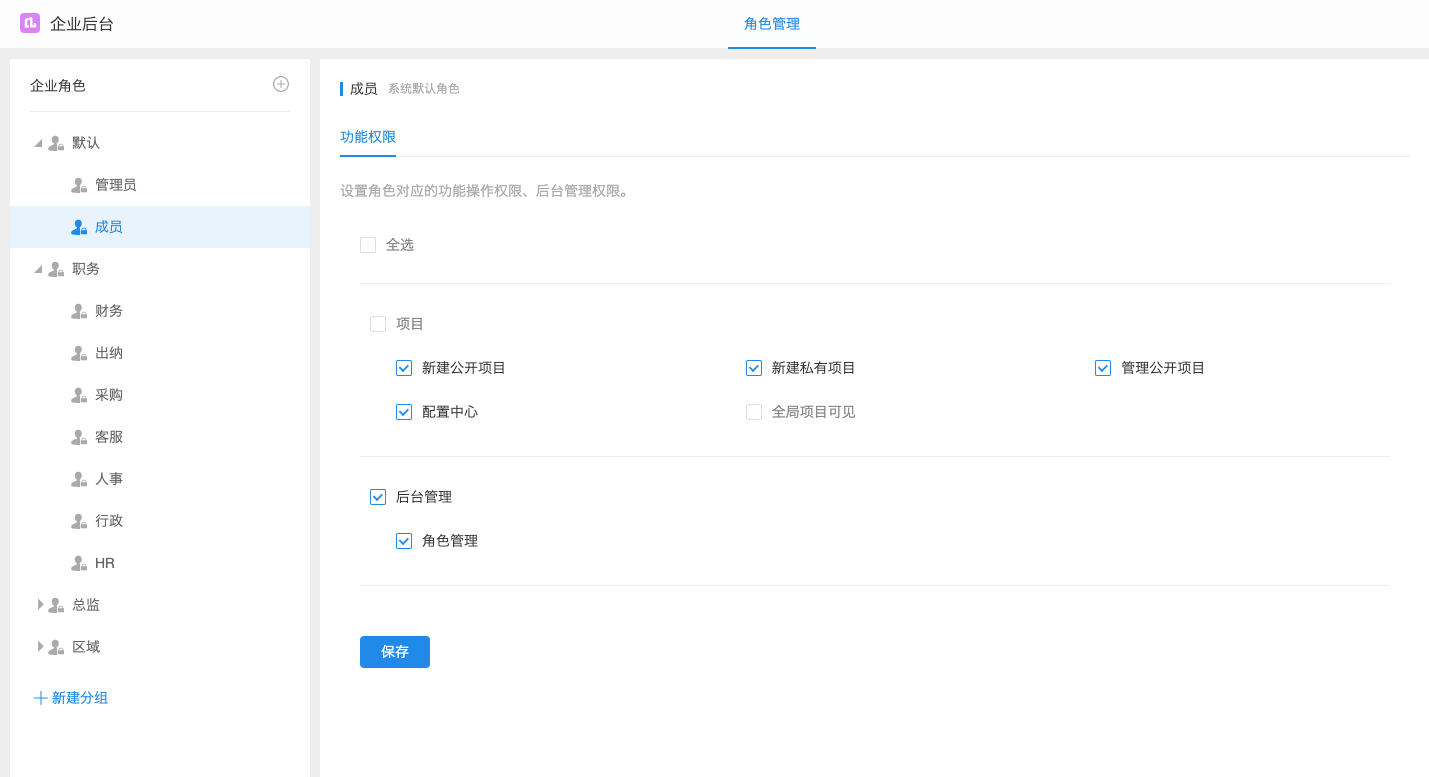 企业后台
角色管理
企业角色
默认
管理员
成员
职务
财务
出纳
采购
客服
人事
行政
HR
总监
区域
新建分组
成员 系统默认角色
功能权限
设置角色对应的功能操作权限、后台管理权限。
全选
项目
新建公开项目 新建私有项目 管理公开项目
配置中心 全局项目可见
后台管理
角色管理
保存